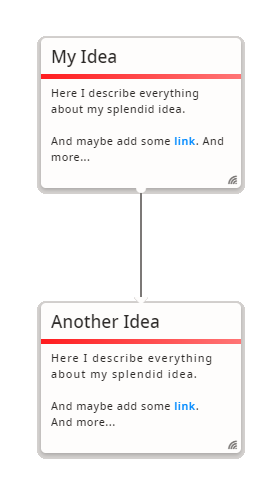 My Idea
Here I describe everything
about my splendid idea.
And maybe add some link. And
more...
Another Idea
Here I describe everything
about my splendid idea.
And maybe add some link.
And more...